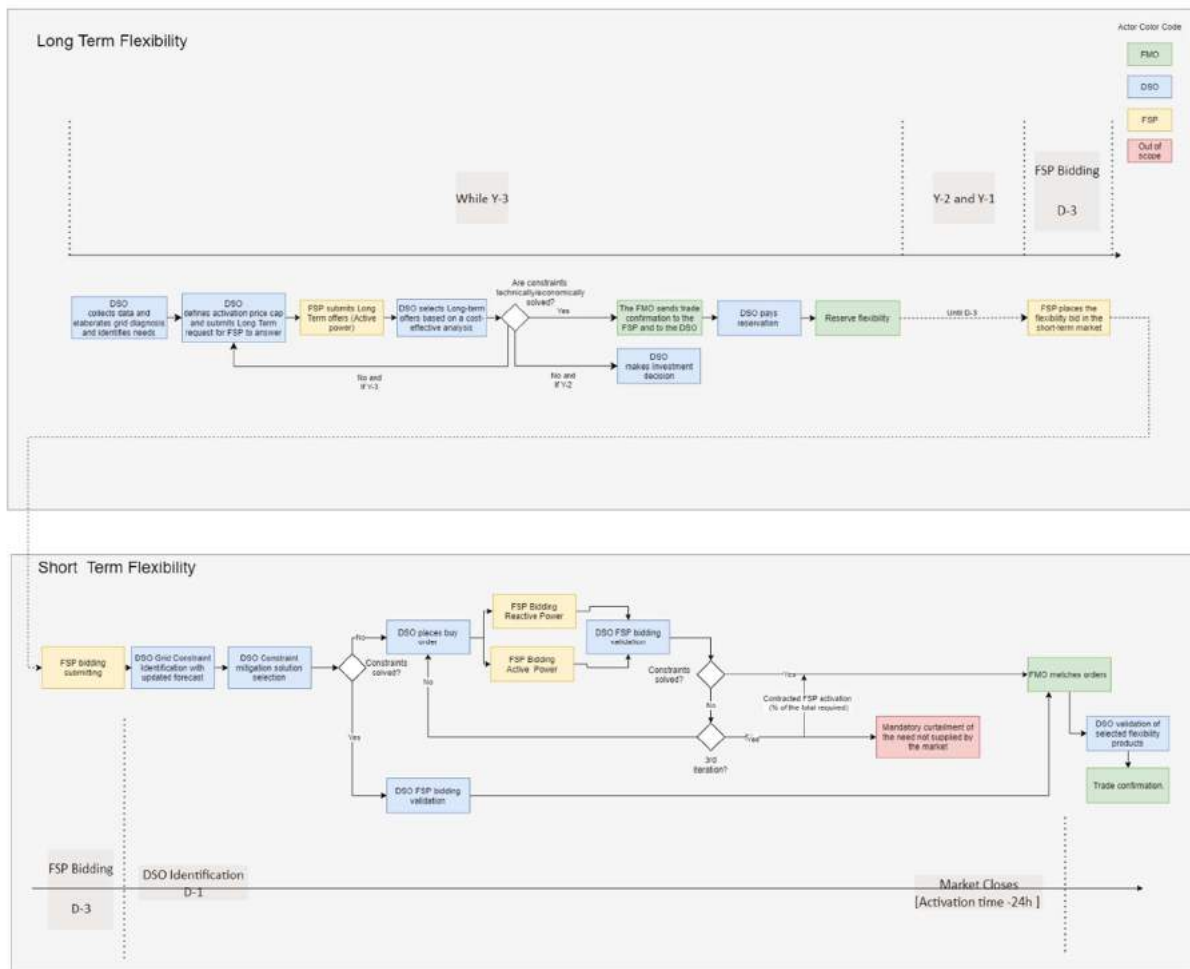 Long Term Flexibility
Actor Color Code
FMO
DSO
FSP
Out of
scope
While Y-3
Y-2 and Y-1
FSP Bidding
D-3
DSO
collects data and
elaborates grid diagnosis
and identifies needs
DSO
defines activation price cap
and submits Long Term
request for FSP to answer
FSP submits Long
Term offers (Active
power)
DSO selects Long-term
offers based on a cost-
effective analysis
Are constraints
technically/economically
solved?
Yes
The FMO sends trade
confirmation to the
FSP and to the DSO
DSO pays
reservation
Reserve flexibility
Until D-3
FSP places the
flexibility bid in the
short-term market
No and
If Y-3
No and
If Y-2
DSO
makes Investment
decision
Short Term Flexibility
FSP bidding
submitting
DSO Grid Constraint
Identification with
updated forecast
DSO Constraint
mitigation solution
selection
Constraints
solved?
No
Yes
DSO places buy
order
FSP Bidding
Reactive Power
FSP Bidding
Active Power
DSO FSP bidding
validation
Constraints
solved?
Yes
No
No
Contracted FSP activation
(% of the total required)
3rd
iteration?
Yes
Mandatory curtailment of
the need not supplied by
the market
FMO matches orders
DSO validation of
selected flexibility
products
Trade confirmation.
DSO FSP bidding
validation
FSP Bidding
D-3
DSO Identification
D-1
Market Closes
[Activation time -24h ]